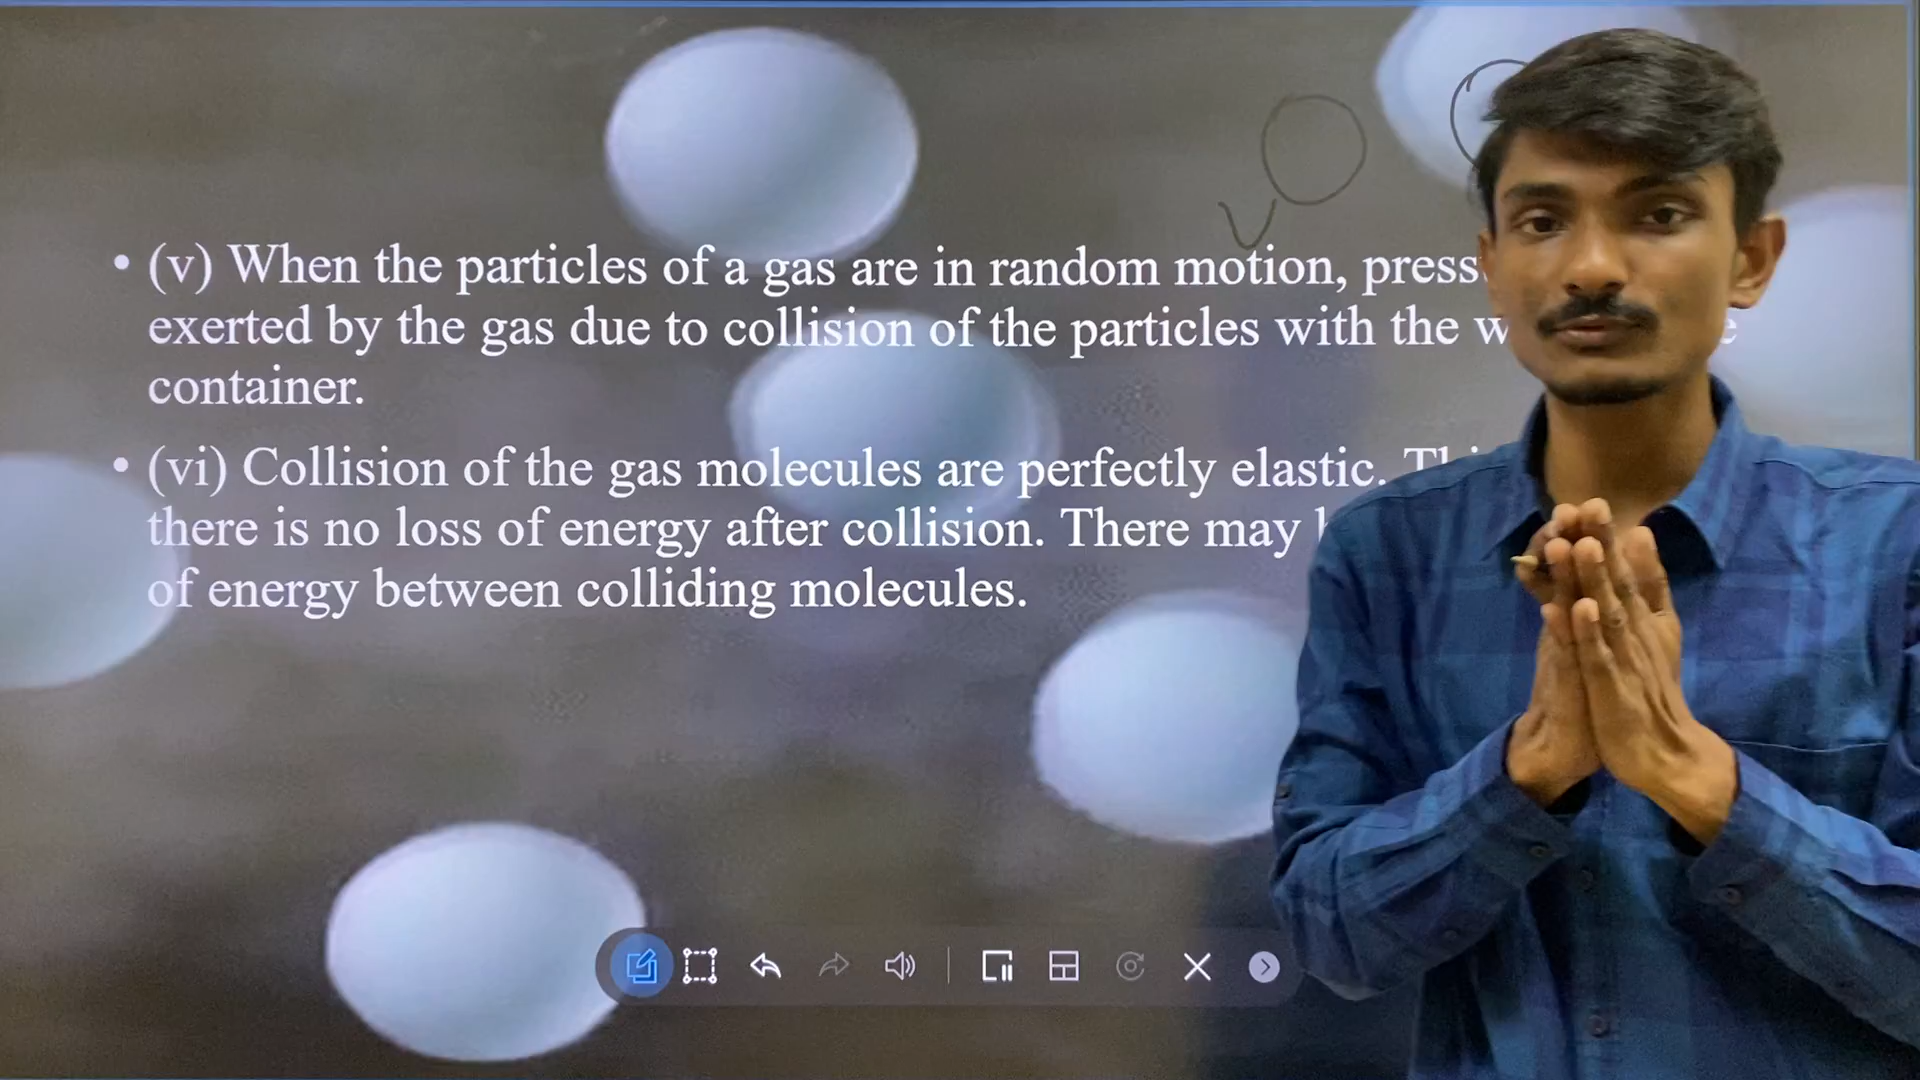 • (v) When the particles of a gas are in random motion,
exerted by the gas due to collision of the particles with the
container.
• (vi) Collision of the gas molecules are perfectly elastic.
there is no loss of energy after collision. There may
of energy between colliding molecules.